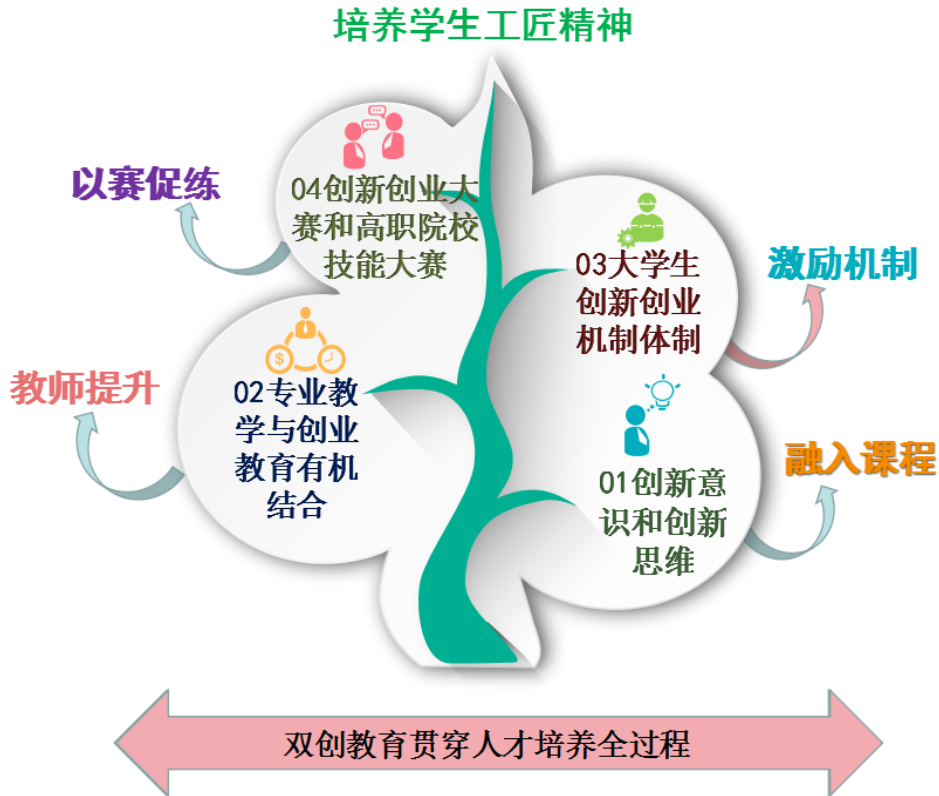 培养学生工匠精神
以赛促练
04创新创业大
赛和高职院校
技能大赛
03大学生
创新创业
机制体制
激励机制
教师提升
02专业教
学与创业
教育有机
结合
01创新意
识和创新
思维
融入课程
双创教育贯穿人才培养全过程